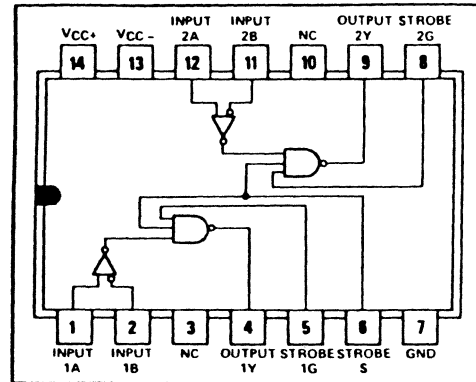 INPUT INPUT OUTPUT STROBE
VCC+ VCC- 2A 2B NC 2Y 2G
14 13 12 11 10 9 8
1 2 3 4 5 6 7
INPUT INPUT NC OUTPUT STROBE STROBE GND
1A 1B 1Y 1G S